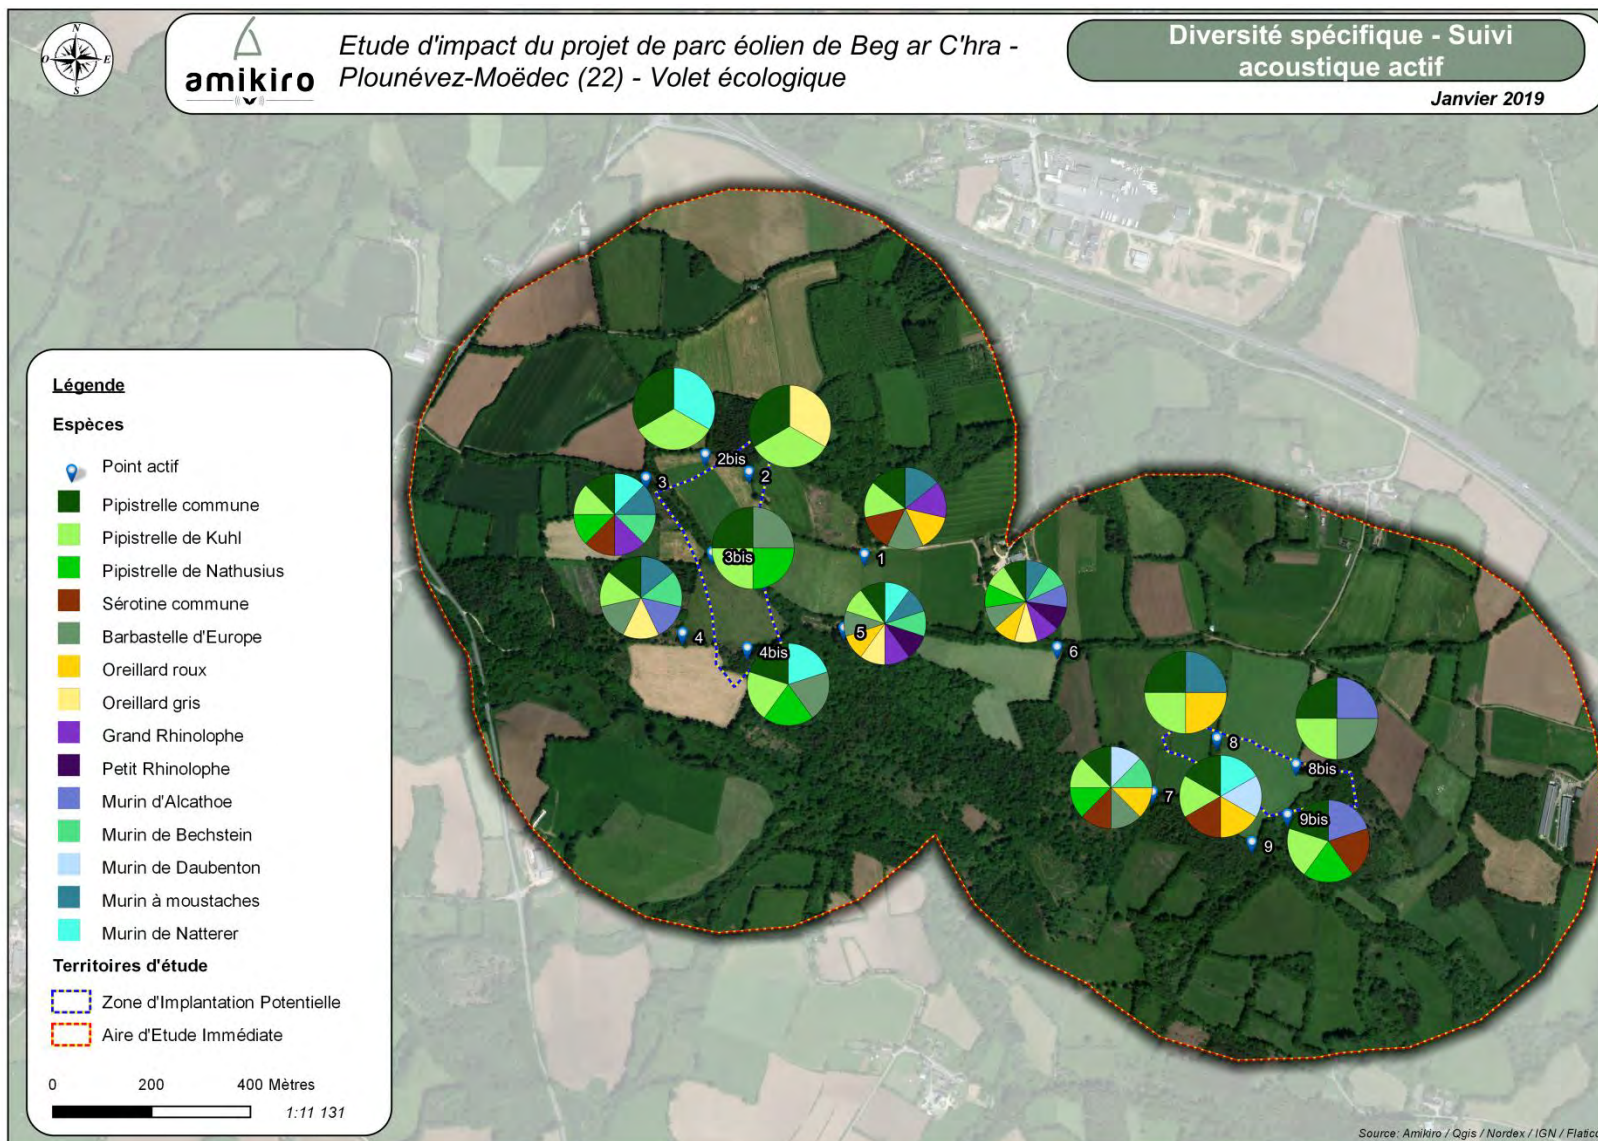 N
O
E
S
amikiro
Etude d'impact du projet de parc éolien de Beg ar C'hra -
Plounévez-Moëdec (22) - Volet écologique
Diversité spécifique - Suivi
acoustique actif
Janvier 2019
Légende
Espèces
Point actif
Pipistrelle commune
Pipistrelle de Kuhl
Pipistrelle de Nathusius
Sérotine commune
Barbastelle d'Europe
Oreillard roux
Oreillard gris
Grand Rhinolophe
Petit Rhinolophe
Murin d'Alcathoe
Murin de Bechstein
Murin de Daubenton
Murin à moustaches
Murin de Natterer
Territoires d'étude
Zone d'Implantation Potentielle
Aire d'Etude Immédiate
0 200 400 Mètres
1:11 131
2bis
2
3
3bis
1
4
4bis
5
6
8
8bis
7
9bis
9
Source: Amikiro / Qgis / Nordex / IGN / Flatico